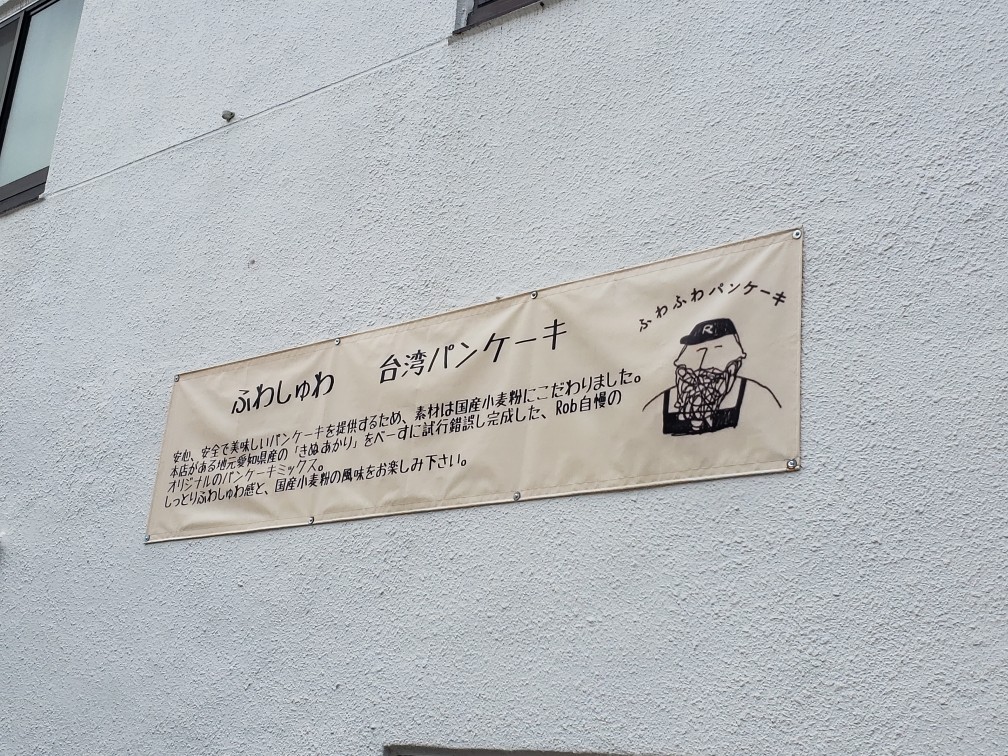 ふわしゅわ 台湾パンケーキ
安心、安全で美味しいパンケーキを提供するため、素材は国産小麦粉にこだわりました。
本店がある地元愛知県産の「きぬあかり」をべーすに試行錯誤し完成した、Rob自慢の
オリジナルのパンケーキミックス。
しっとりふわしゅわ感と、国産小麦粉の風味をお楽しみ下さい。
ふわふわパンケーキ
R